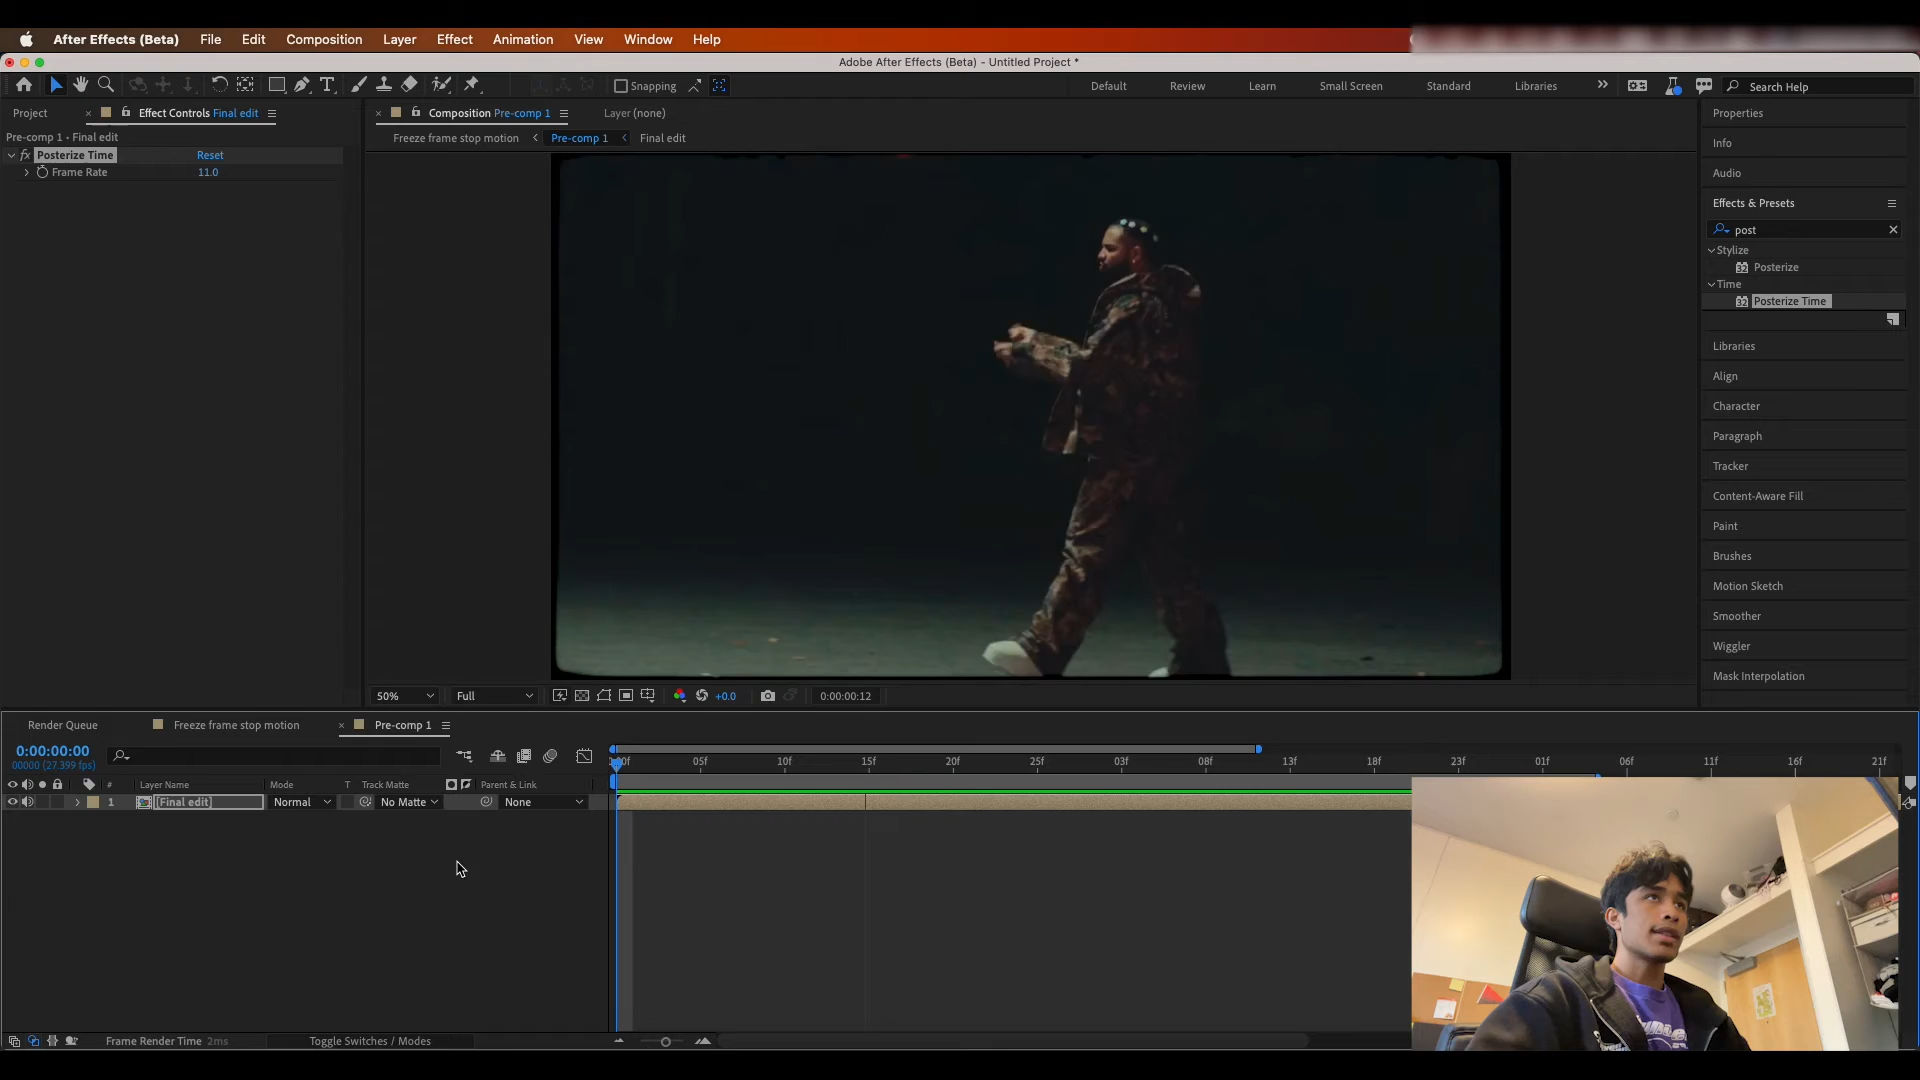 After Effects (Beta) File Edit Composition Layer Effect Animation View Window Help
Adobe After Effects (Beta) - Untitled Project *
Snapping Default Review Learn Small Screen Standard Libraries Search Help
Project Effect Controls Final edit Composition Pre-comp 1 Layer (none)
Pre-comp 1 • Final edit
Freeze frame stop motion Pre-comp 1 Final edit
fx Posterize Time Reset
Frame Rate 11.0
Properties
Info
Audio
Effects & Presets
post
Stylize
32 Posterize
Time
32 Posterize Time
Libraries
Align
Character
Paragraph
Tracker
Content-Aware Fill
Paint
Brushes
Motion Sketch
Smoother
Wiggler
Mask Interpolation
50% Full +0.0 0:00:00:12
Render Queue Freeze frame stop motion Pre-comp 1
0:00:00:00
00000 (27.399 fps)
05f 10f 15f 20f 25f 03f 08f 13f 18f 23f 01f 06f 11f 16f 21f
# Layer Name Mode T Track Matte Parent & Link
1 [Final edit] Normal No Matte None
Frame Render Time 2ms Toggle Switches / Modes